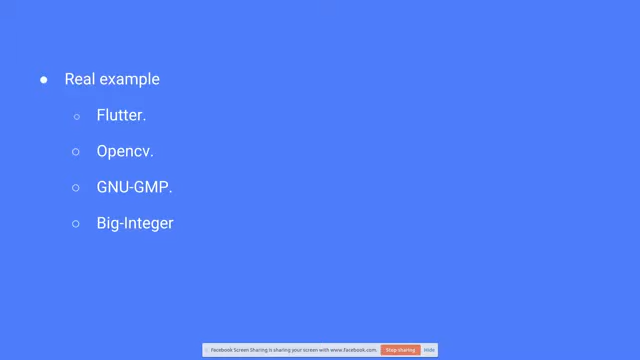 Real example
Flutter.
Opencv.
GNU-GMP.
Big-Integer
Facebook Screen Sharing is sharing your screen with www.facebook.com.
Stop sharing
Hide